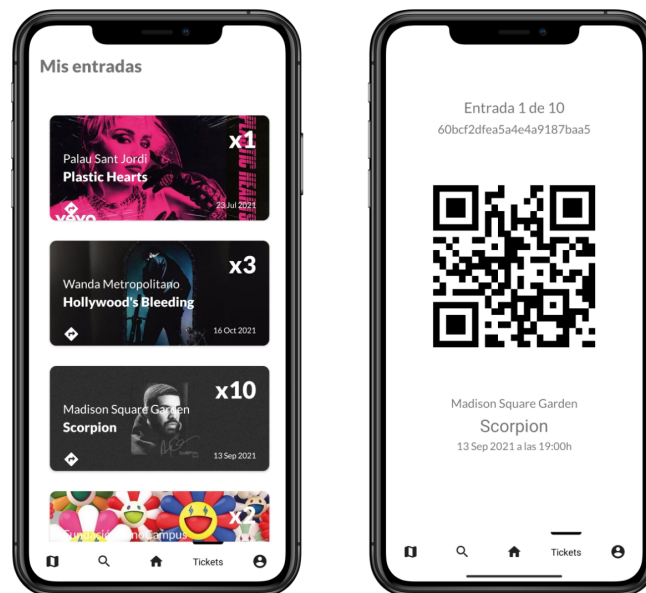 Mis entradas
x1
Palau Sant Jordi
Plastic Hearts
23 Jul 2021
vevo
x3
Wanda Metropolitano
Hollywood's Bleeding
16 Oct 2021
x10
Madison Square Garden
Scorpion
13 Sep 2021
x2
Tickets
Entrada 1 de 10
60bcf2dfea5a4e4a9187baa5
Madison Square Garden
Scorpion
13 Sep 2021 a las 19:00h
Tickets